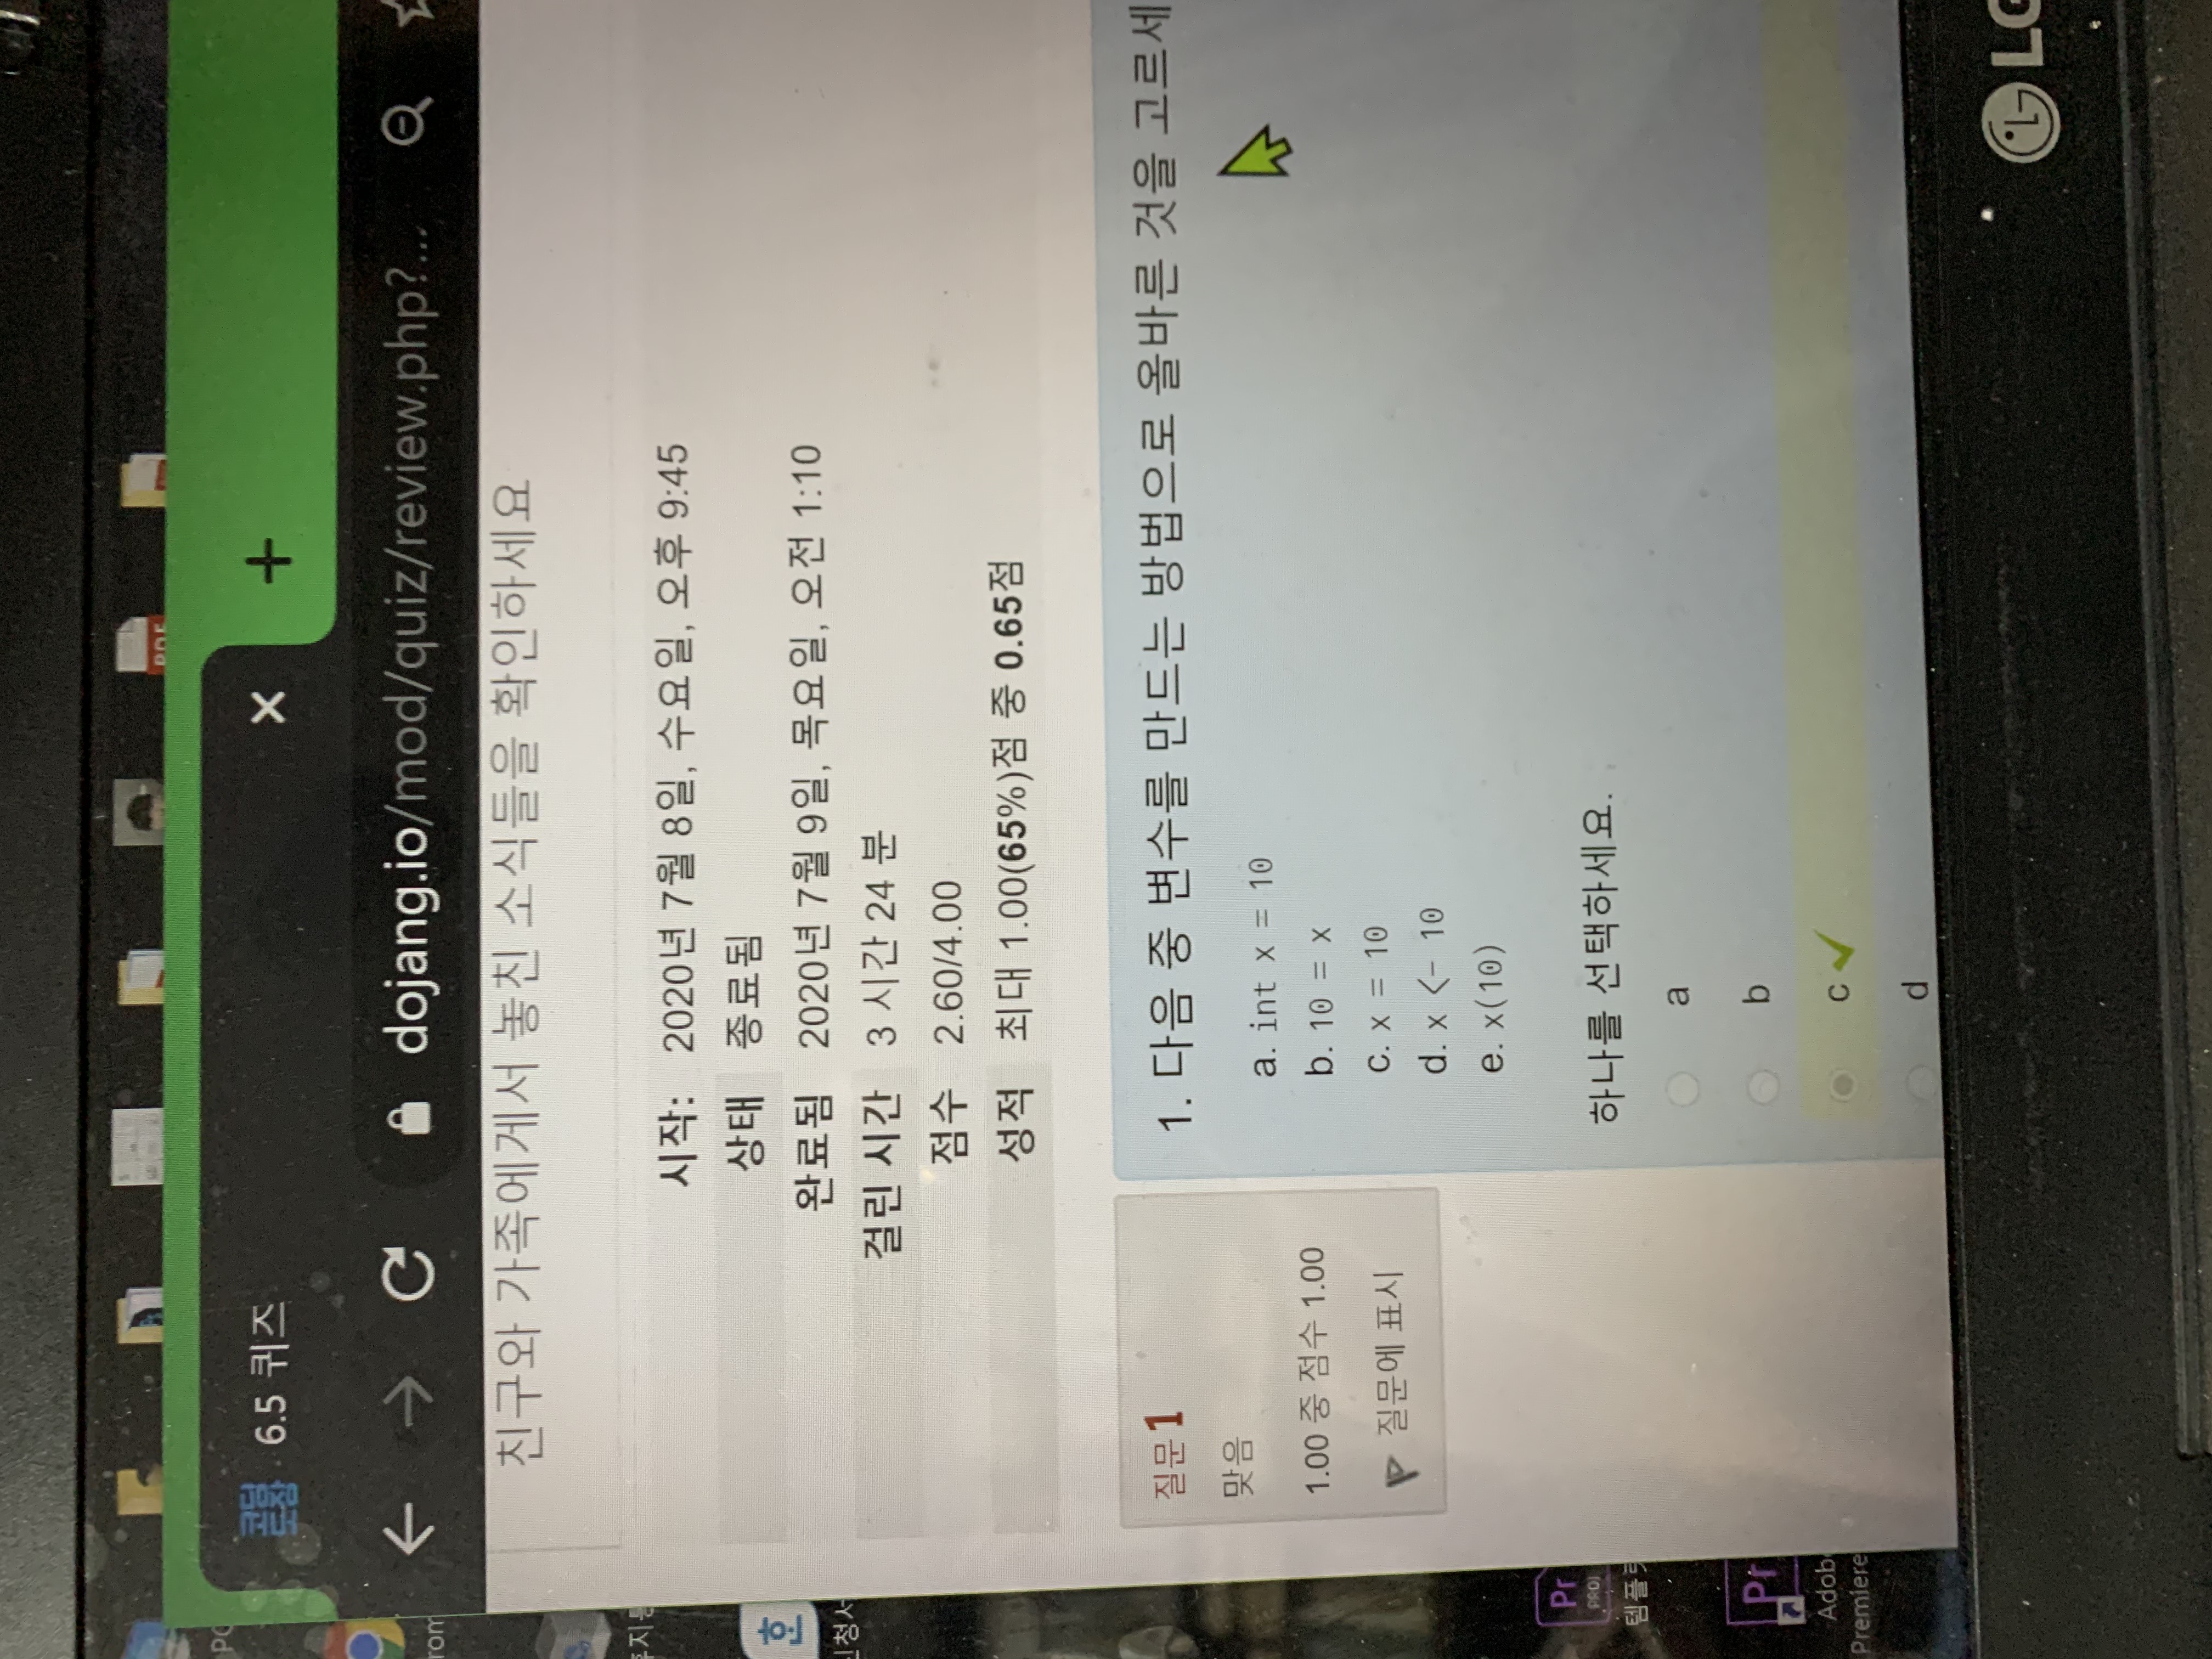 PDF
코딩
도장
6.5 퀴즈
dojang.io/mod/quiz/review.php?...
친구와 가족에게서 놓친 소식들을 확인하세요
시작: 2020년 7월 8일, 수요일, 오후 9:45
상태 종료됨
완료됨 2020년 7월 9일, 목요일, 오전 1:10
걸린 시간 3 시간 24 분
점수 2.60/4.00
성적 최대 1.00(65%)점 중 0.65점
질문 1
맞음
1.00 중 점수 1.00
질문에 표시
1. 다음 중 변수를 만드는 방법으로 올바른 것을 고르세
a. int x = 10
b. 10 = x
c. x = 10
d. x <- 10
e. x(10)
하나를 선택하세요.
a
b
c
d
PC
rom
휴지통
한
신청서
Pr
PROJ
템플릿
Pr
Adob
Premiere
LG